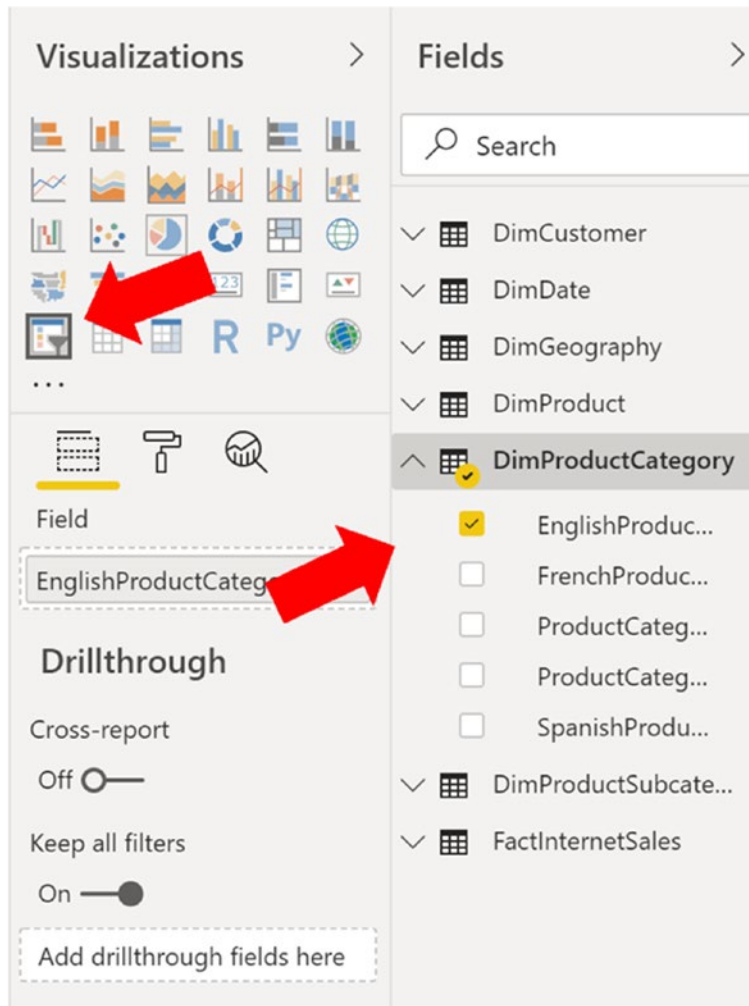 Visualizations
123
R
Py
...
Field
EnglishProductCateg
Drillthrough
Cross-report
Off
Keep all filters
On
Add drillthrough fields here
Fields
Search
DimCustomer
DimDate
DimGeography
DimProduct
DimProductCategory
EnglishProduc...
FrenchProduc...
ProductCateg...
ProductCateg...
SpanishProdu...
DimProductSubcate...
FactInternetSales